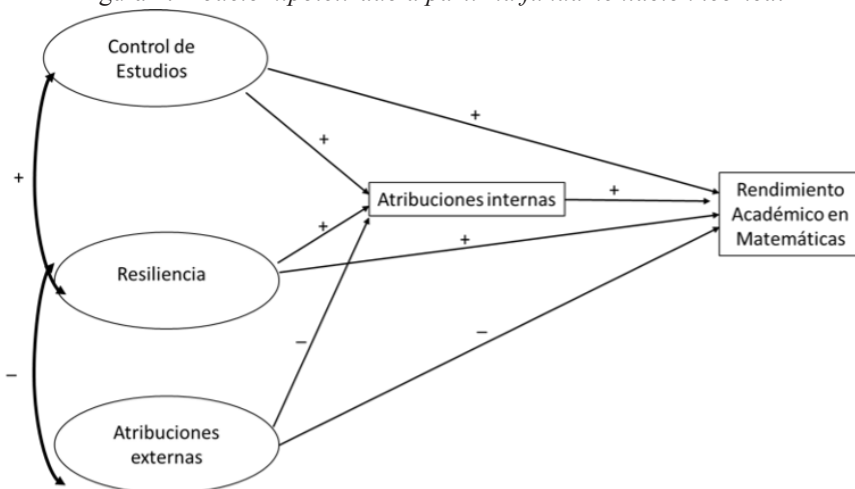 Control de
Estudios
+
+
+
Atribuciones internas
+
Rendimiento
Académico en
Matemáticas
+
+
Resiliencia
–
–
–
Atribuciones
externas